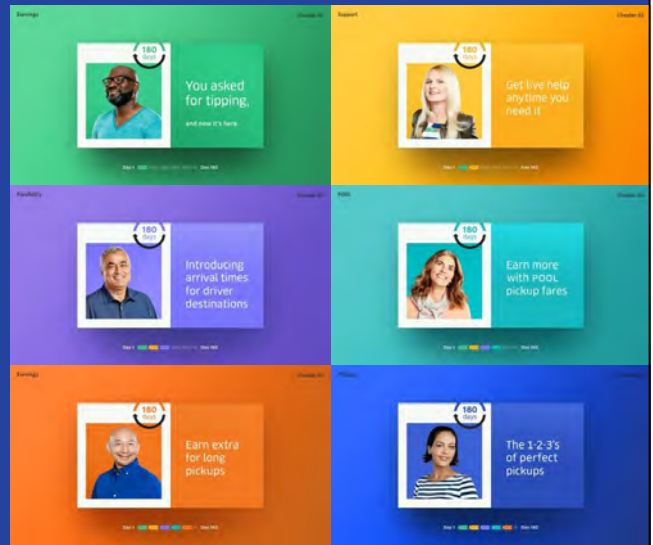 Earnings
180
days
You asked
for tipping,
and now it's here.
Day 1
Day 180
Support
180
days
Get live help
anytime you
need it
Day 1
Day 180
Flexibility
180
days
Introducing
arrival times
for driver
destinations
Day 1
Day 180
POOL
180
days
Earn more
with POOL
pickup fares
Day 1
Day 180
Earnings
180
days
Earn extra
for long
pickups
Day 1
Day 180
180
days
The 1-2-3's
of perfect
pickups
Day 1
Day 180